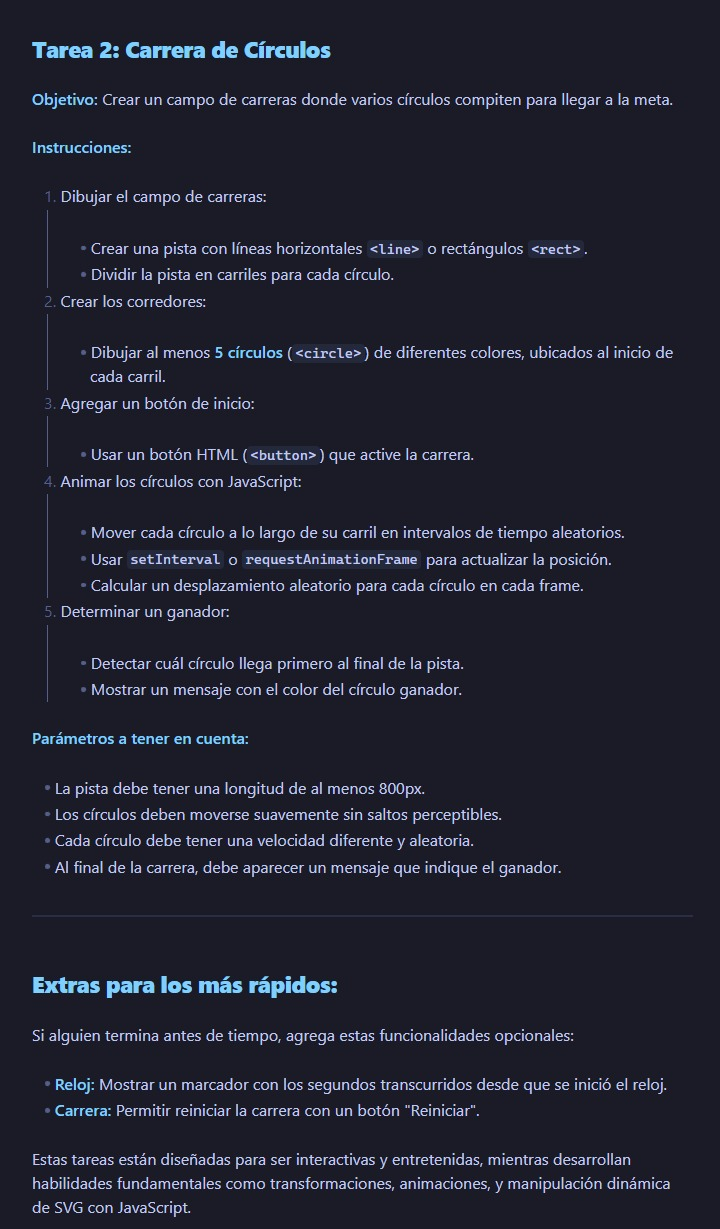 Tarea 2: Carrera de Círculos
Objetivo: Crear un campo de carreras donde varios círculos compiten para llegar a la meta.
Instrucciones:
1. Dibujar el campo de carreras:
• Crear una pista con líneas horizontales <line> o rectángulos <rect>.
• Dividir la pista en carriles para cada círculo.
2. Crear los corredores:
• Dibujar al menos 5 círculos (<circle>) de diferentes colores, ubicados al inicio de
cada carril.
3. Agregar un botón de inicio:
• Usar un botón HTML (<button>) que active la carrera.
4. Animar los círculos con JavaScript:
• Mover cada círculo a lo largo de su carril en intervalos de tiempo aleatorios.
• Usar setInterval o requestAnimationFrame para actualizar la posición.
• Calcular un desplazamiento aleatorio para cada círculo en cada frame.
5. Determinar un ganador:
• Detectar cuál círculo llega primero al final de la pista.
• Mostrar un mensaje con el color del círculo ganador.
Parámetros a tener en cuenta:
• La pista debe tener una longitud de al menos 800px.
• Los círculos deben moverse suavemente sin saltos perceptibles.
• Cada círculo debe tener una velocidad diferente y aleatoria.
• Al final de la carrera, debe aparecer un mensaje que indique el ganador.
Extras para los más rápidos:
Si alguien termina antes de tiempo, agrega estas funcionalidades opcionales:
• Reloj: Mostrar un marcador con los segundos transcurridos desde que se inició el reloj.
• Carrera: Permitir reiniciar la carrera con un botón "Reiniciar".
Estas tareas están diseñadas para ser interactivas y entretenidas, mientras desarrollan
habilidades fundamentales como transformaciones, animaciones, y manipulación dinámica
de SVG con JavaScript.